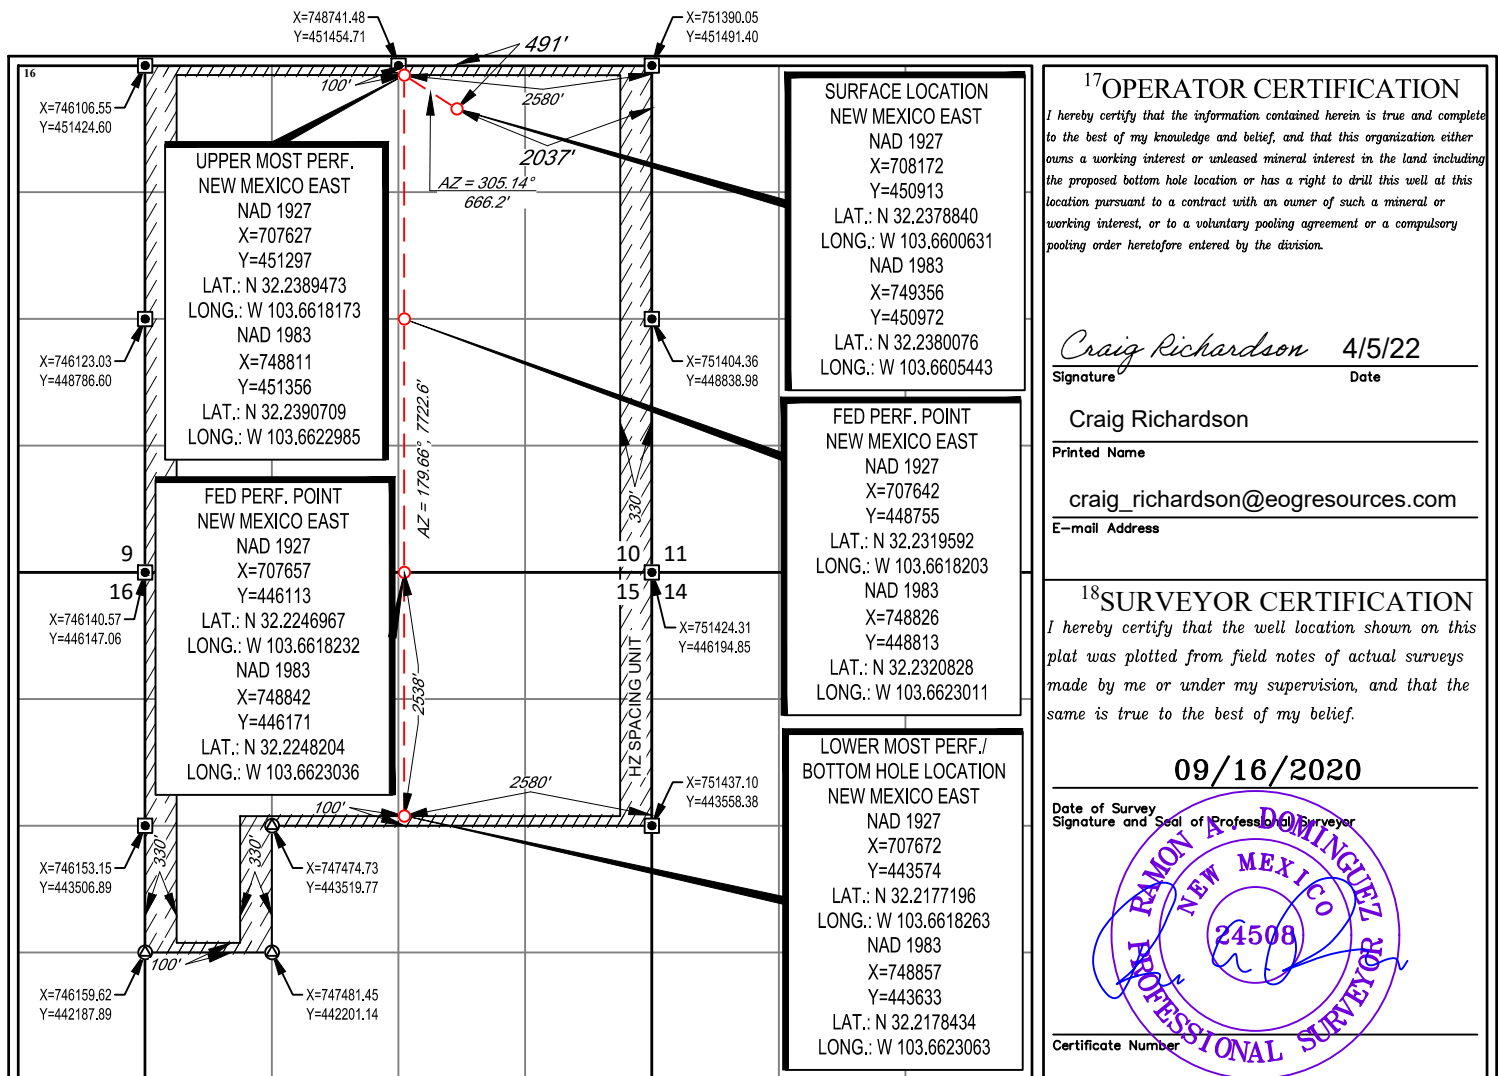 X=748741.48
Y=451454.71
X=751390.05
Y=451491.40
16
491'
100'
2580'
X=746106.55
Y=451424.60
2037'
AZ = 305.14°
666.2'
UPPER MOST PERF.
NEW MEXICO EAST
NAD 1927
X=707627
Y=451297
LAT.: N 32.2389473
LONG.: W 103.6618173
NAD 1983
X=748811
Y=451356
LAT.: N 32.2390709
LONG.: W 103.6622985
SURFACE LOCATION
NEW MEXICO EAST
NAD 1927
X=708172
Y=450913
LAT.: N 32.2378840
LONG.: W 103.6600631
NAD 1983
X=749356
Y=450972
LAT.: N 32.2380076
LONG.: W 103.6605443
X=746123.03
Y=448786.60
X=751404.36
Y=448838.98
AZ = 179.66°, 7722.6'
330'
FED PERF. POINT
NEW MEXICO EAST
NAD 1927
X=707642
Y=448755
LAT.: N 32.2319592
LONG.: W 103.6618203
NAD 1983
X=748826
Y=448813
LAT.: N 32.2320828
LONG.: W 103.6623011
FED PERF. POINT
NEW MEXICO EAST
NAD 1927
X=707657
Y=446113
LAT.: N 32.2246967
LONG.: W 103.6618232
NAD 1983
X=748842
Y=446171
LAT.: N 32.2248204
LONG.: W 103.6623036
9
10 11
16
15 14
X=746140.57
Y=446147.06
X=751424.31
Y=446194.85
2538'
HZ SPACING UNIT
LOWER MOST PERF./
BOTTOM HOLE LOCATION
NEW MEXICO EAST
NAD 1927
X=707672
Y=443574
LAT.: N 32.2177196
LONG.: W 103.6618263
NAD 1983
X=748857
Y=443633
LAT.: N 32.2178434
LONG.: W 103.6623063
2580'
100'
X=751437.10
Y=443558.38
330'
330'
X=746153.15
Y=443506.89
X=747474.73
Y=443519.77
100'
X=746159.62
Y=442187.89
X=747481.45
Y=442201.14
17OPERATOR CERTIFICATION
I hereby certify that the information contained herein is true and complete
to the best of my knowledge and belief, and that this organization either
owns a working interest or unleased mineral interest in the land including
the proposed bottom hole location or has a right to drill this well at this
location pursuant to a contract with an owner of such a mineral or
working interest, or to a voluntary pooling agreement or a compulsory
pooling order heretofore entered by the division.
Craig Richardson 4/5/22
Signature Date
Craig Richardson
Printed Name
craig_richardson@eogresources.com
E-mail Address
18SURVEYOR CERTIFICATION
I hereby certify that the well location shown on this
plat was plotted from field notes of actual surveys
made by me or under my supervision, and that the
same is true to the best of my belief.
09/16/2020
Date of Survey
Signature and Seal of Professional Surveyor
RAMON A. DOMINGUEZ
NEW MEXICO
24508
PROFESSIONAL SURVEYOR
Certificate Number